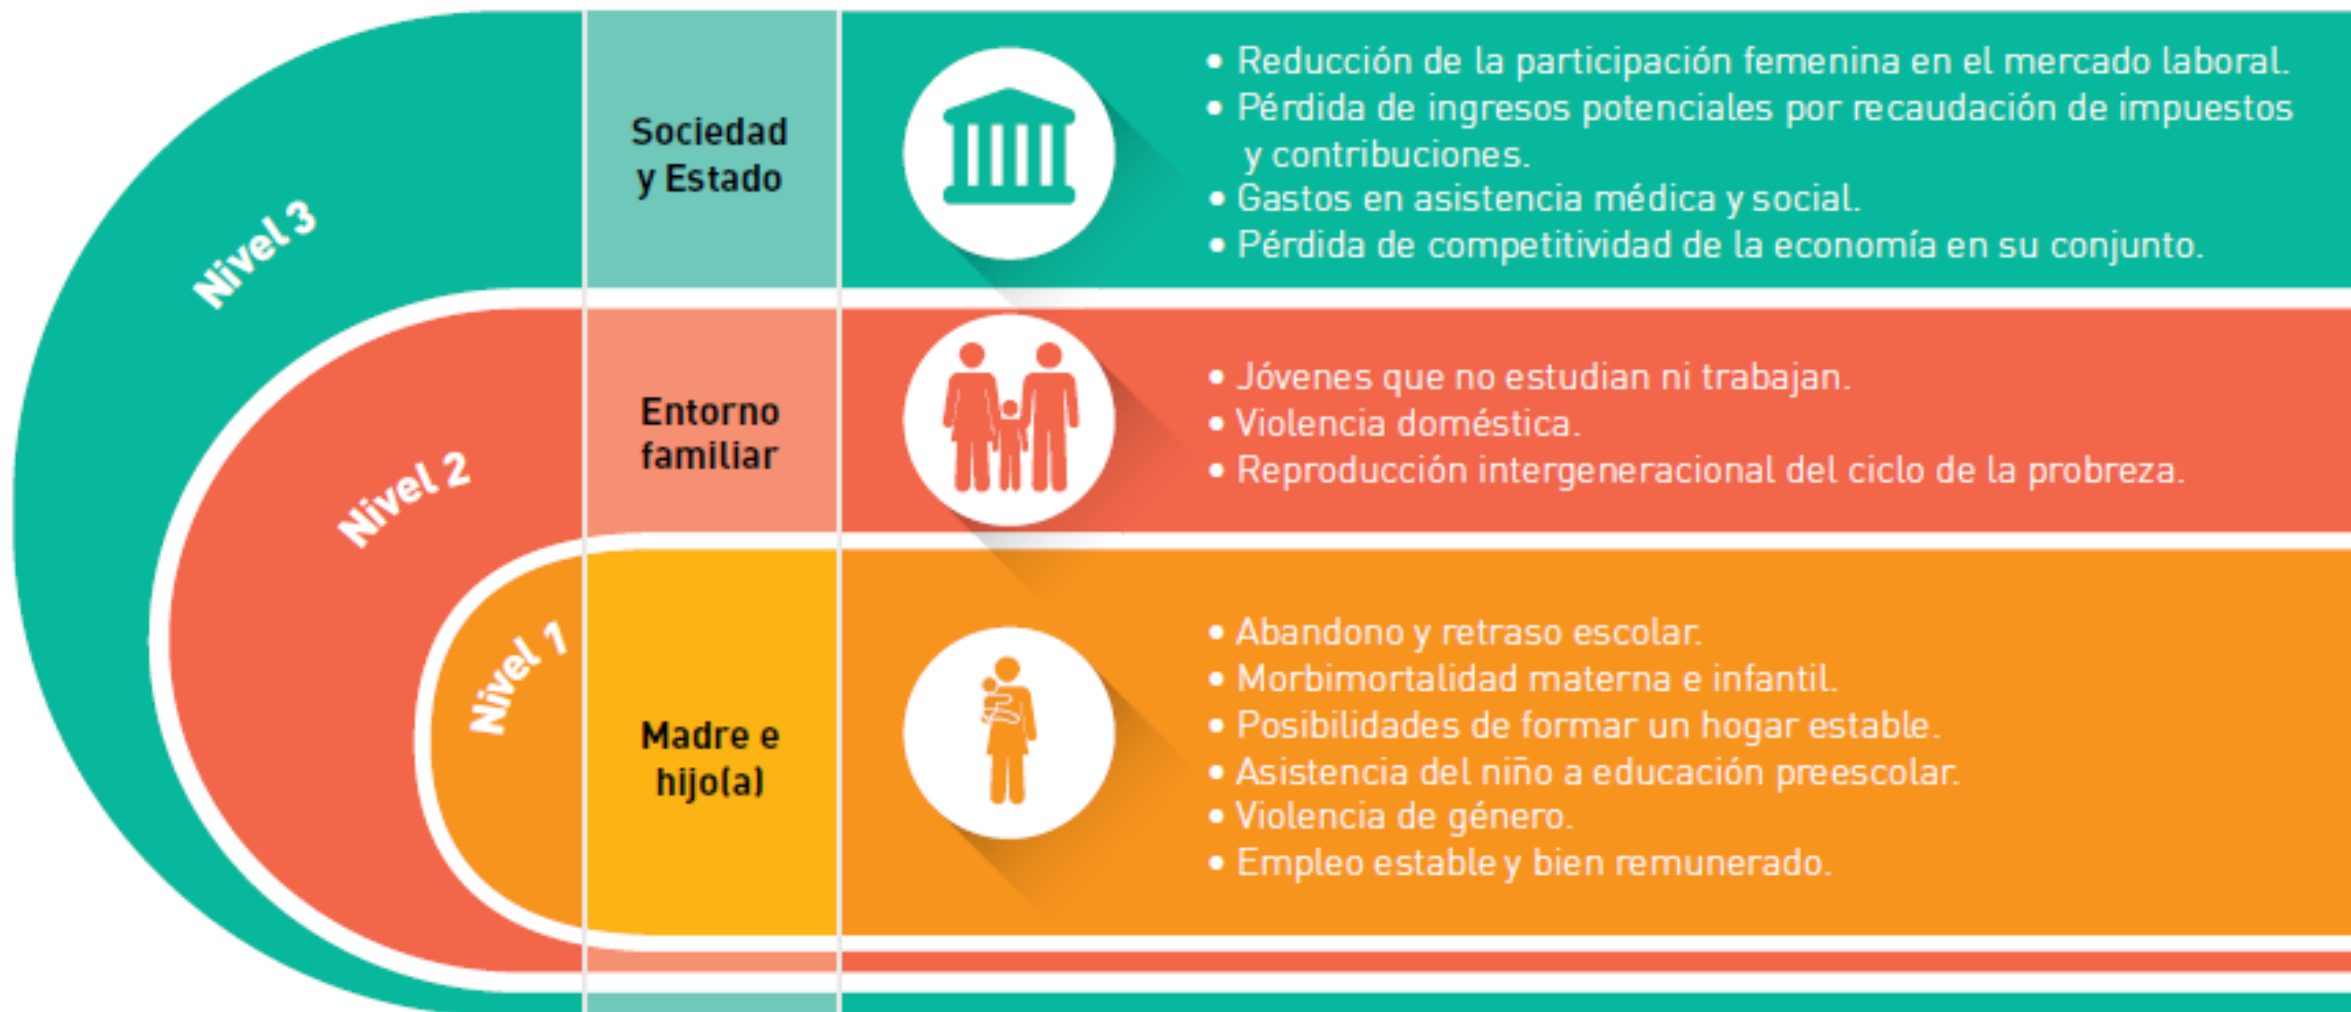 Nivel 3
Sociedad
y Estado
• Reducción de la participación femenina en el mercado laboral.
• Pérdida de ingresos potenciales por recaudación de impuestos
y contribuciones.
• Gastos en asistencia médica y social.
• Pérdida de competitividad de la economía en su conjunto.
Nivel 2
Entorno
familiar
• Jóvenes que no estudian ni trabajan.
• Violencia doméstica.
• Reproducción intergeneracional del ciclo de la probreza.
Nivel 1
Madre e
hijo(a)
• Abandono y retraso escolar.
• Morbimortalidad materna e infantil.
• Posibilidades de formar un hogar estable.
• Asistencia del niño a educación preescolar.
• Violencia de género.
• Empleo estable y bien remunerado.